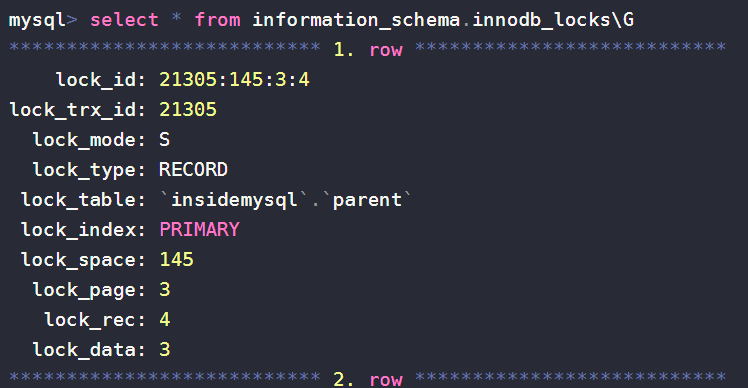 mysql> select * from information_schema.innodb_locks\G
*************************** 1. row ***************************
lock_id: 21305:145:3:4
lock_trx_id: 21305
lock_mode: S
lock_type: RECORD
lock_table: `insidemysql`.`parent`
lock_index: PRIMARY
lock_space: 145
lock_page: 3
lock_rec: 4
lock_data: 3
*************************** 2. row ***************************